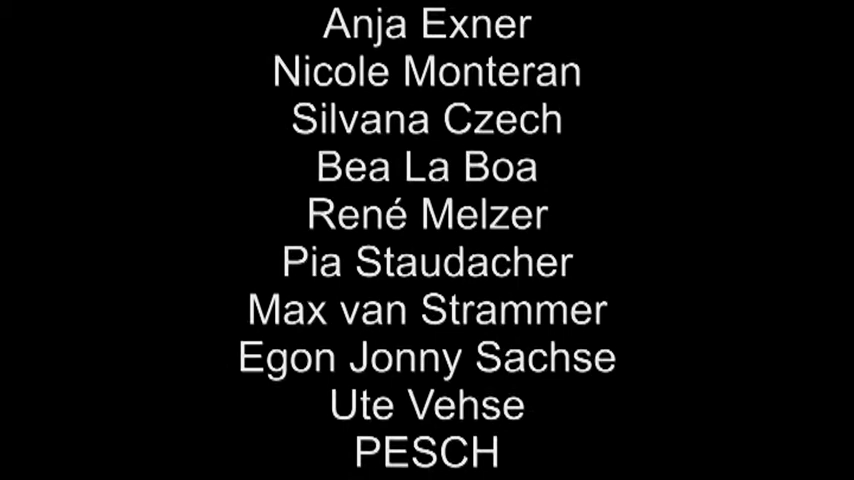 Anja Exner
Nicole Monteran
Silvana Czech
Bea La Boa
René Melzer
Pia Staudacher
Max van Strammer
Egon Jonny Sachse
Ute Vehse
PESCH